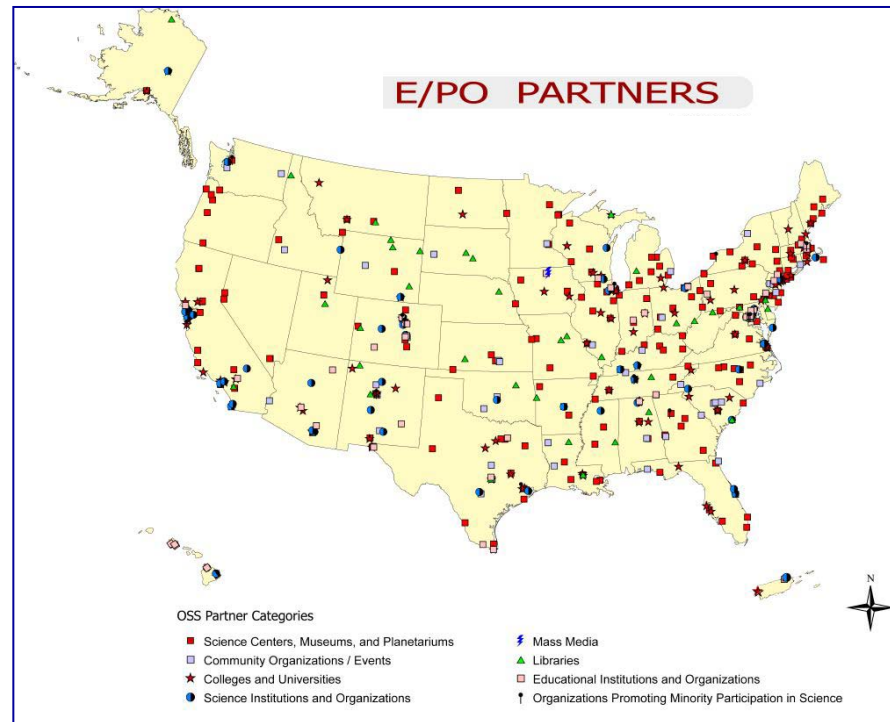 E/PO PARTNERS
N
OSS Partner Categories
Science Centers, Museums, and Planetariums
Community Organizations / Events
Colleges and Universities
Science Institutions and Organizations
Mass Media
Libraries
Educational Institutions and Organizations
Organizations Promoting Minority Participation in Science